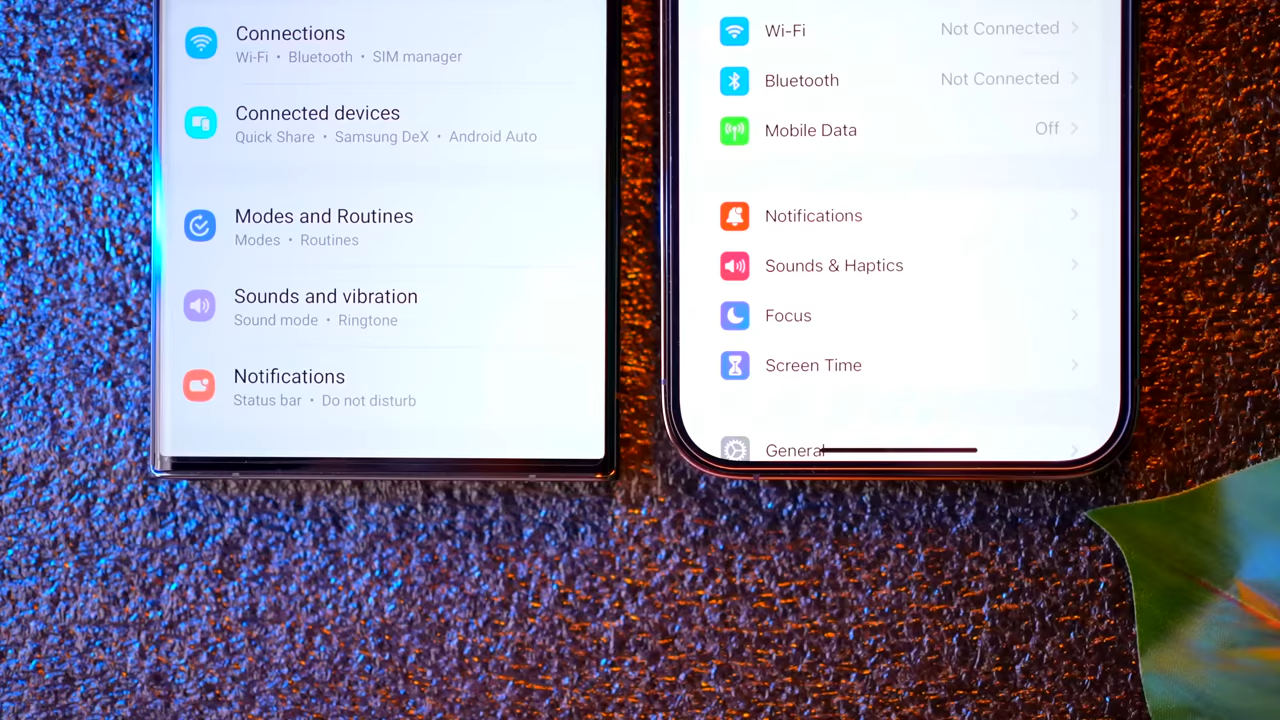 Connections
Wi-Fi • Bluetooth • SIM manager
Connected devices
Quick Share • Samsung DeX • Android Auto
Modes and Routines
Modes • Routines
Sounds and vibration
Sound mode • Ringtone
Notifications
Status bar • Do not disturb
Wi-Fi Not Connected
Bluetooth Not Connected
Mobile Data Off
Notifications
Sounds & Haptics
Focus
Screen Time
General